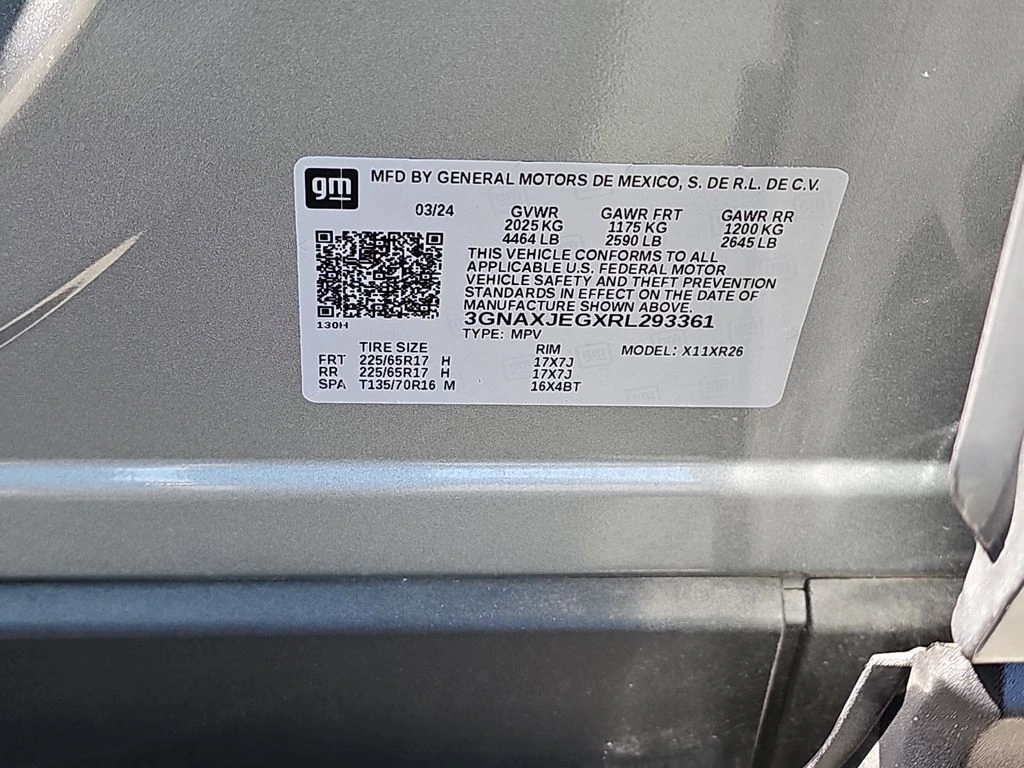 gm MFD BY GENERAL MOTORS DE MEXICO, S. DE R.L. DE C.V.
03/24 GVWR GAWR FRT GAWR RR
2025 KG 1175 KG 1200 KG
4464 LB 2590 LB 2645 LB
THIS VEHICLE CONFORMS TO ALL
APPLICABLE U.S. FEDERAL MOTOR
VEHICLE SAFETY AND THEFT PREVENTION
STANDARDS IN EFFECT ON THE DATE OF
MANUFACTURE SHOWN ABOVE.
130H 3GNAXJEGXRL293361
TYPE: MPV
TIRE SIZE RIM MODEL: X11XR26
FRT 225/65R17 H 17X7J
RR 225/65R17 H 17X7J
SPA T135/70R16 M 16X4BT